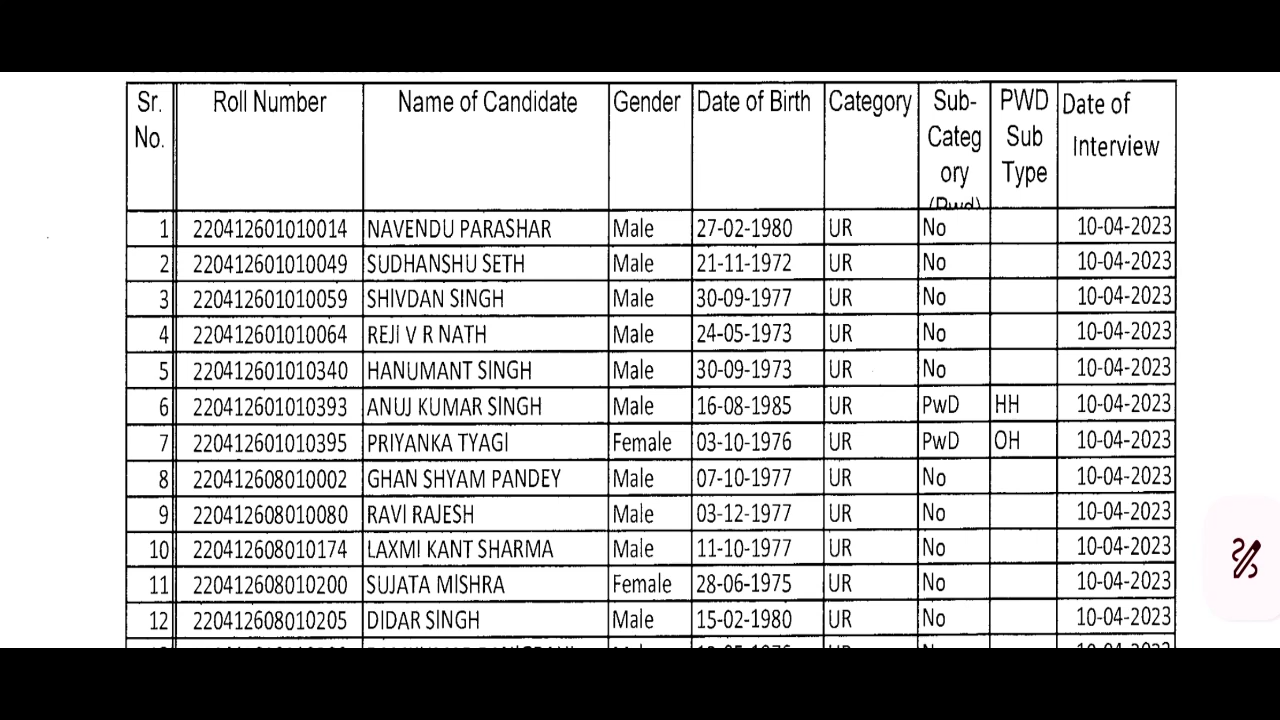 Sr. No. Roll Number Name of Candidate Gender Date of Birth Category Sub-Category (Pwd) PWD Sub Type Date of Interview
1 220412601010014 NAVENDU PARASHAR Male 27-02-1980 UR No 10-04-2023
2 220412601010049 SUDHANSHU SETH Male 21-11-1972 UR No 10-04-2023
3 220412601010059 SHIVDAN SINGH Male 30-09-1977 UR No 10-04-2023
4 220412601010064 REJI V R NATH Male 24-05-1973 UR No 10-04-2023
5 220412601010340 HANUMANT SINGH Male 30-09-1973 UR No 10-04-2023
6 220412601010393 ANUJ KUMAR SINGH Male 16-08-1985 UR PwD HH 10-04-2023
7 220412601010395 PRIYANKA TYAGI Female 03-10-1976 UR PwD OH 10-04-2023
8 220412608010002 GHAN SHYAM PANDEY Male 07-10-1977 UR No 10-04-2023
9 220412608010080 RAVI RAJESH Male 03-12-1977 UR No 10-04-2023
10 220412608010174 LAXMI KANT SHARMA Male 11-10-1977 UR No 10-04-2023
11 220412608010200 SUJATA MISHRA Female 28-06-1975 UR No 10-04-2023
12 220412608010205 DIDAR SINGH Male 15-02-1980 UR No 10-04-2023